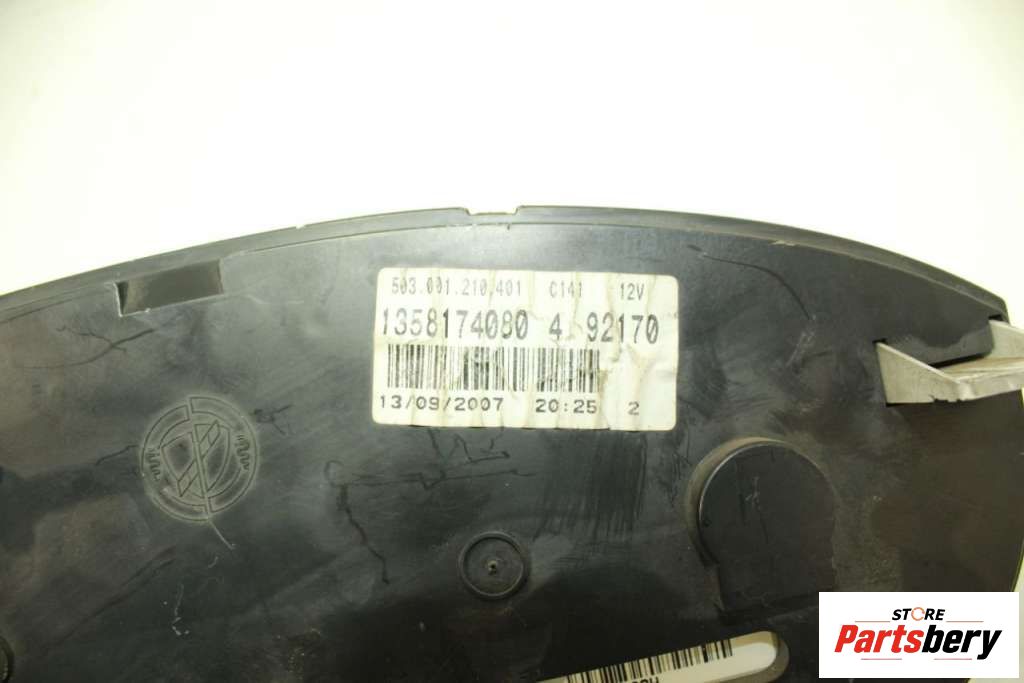 503.001.210.401 C141 12V
1358174080 4 92170
13/09/2007 20:25 2
STORE
Partsbery